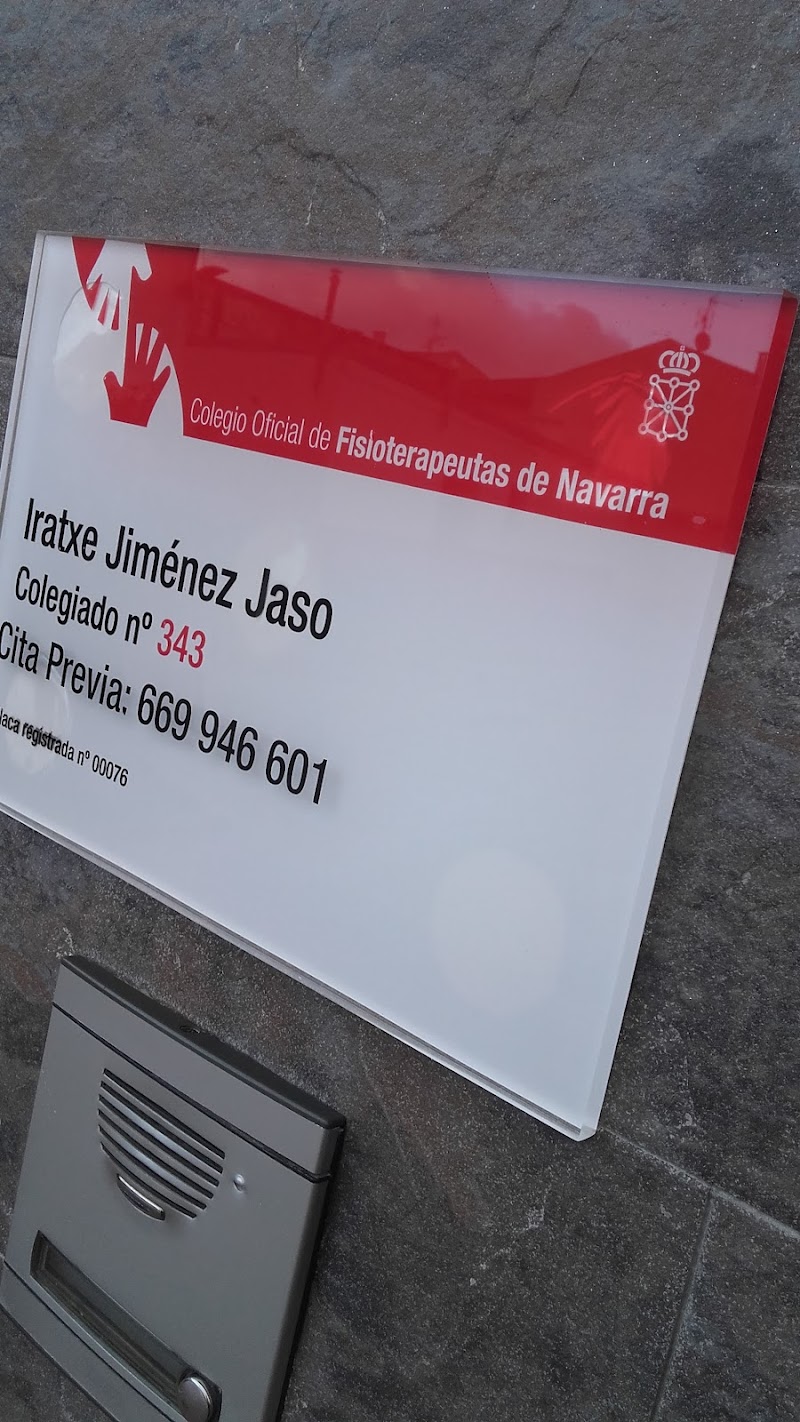 Colegio Oficial de Fisioterapeutas de Navarra
Iratxe Jiménez Jaso
Colegiado nº 343
Cita Previa: 669 946 601
registrada nº 00076